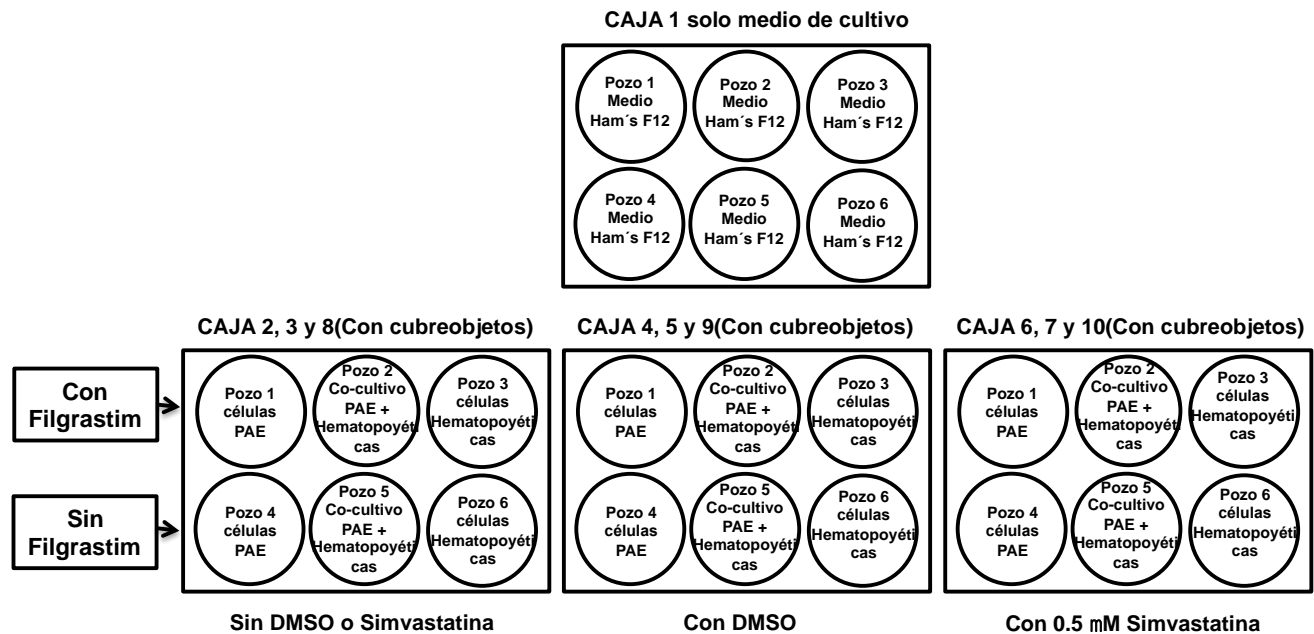 CAJA 1 solo medio de cultivo
Pozo 1
Medio
Ham´s F12
Pozo 2
Medio
Ham´s F12
Pozo 3
Medio
Ham´s F12
Pozo 4
Medio
Ham´s F12
Pozo 5
Medio
Ham´s F12
Pozo 6
Medio
Ham´s F12
CAJA 2, 3 y 8(Con cubreobjetos)
CAJA 4, 5 y 9(Con cubreobjetos)
CAJA 6, 7 y 10(Con cubreobjetos)
Con
Filgrastim
Pozo 1
células
PAE
Pozo 2
Co-cultivo
PAE +
Hematopoyéti
cas
Pozo 3
células
Hematopoyéti
cas
Pozo 1
células
PAE
Pozo 2
Co-cultivo
PAE +
Hematopoyéti
cas
Pozo 3
células
Hematopoyéti
cas
Pozo 1
células
PAE
Pozo 2
Co-cultivo
PAE +
Hematopoyéti
cas
Pozo 3
células
Hematopoyéti
cas
Sin
Filgrastim
Pozo 4
células
PAE
Pozo 5
Co-cultivo
PAE +
Hematopoyéti
cas
Pozo 6
células
Hematopoyéti
cas
Pozo 4
células
PAE
Pozo 5
Co-cultivo
PAE +
Hematopoyéti
cas
Pozo 6
células
Hematopoyéti
cas
Pozo 4
células
PAE
Pozo 5
Co-cultivo
PAE +
Hematopoyéti
cas
Pozo 6
células
Hematopoyéti
cas
Sin DMSO o Simvastatina
Con DMSO
Con 0.5 mM Simvastatina